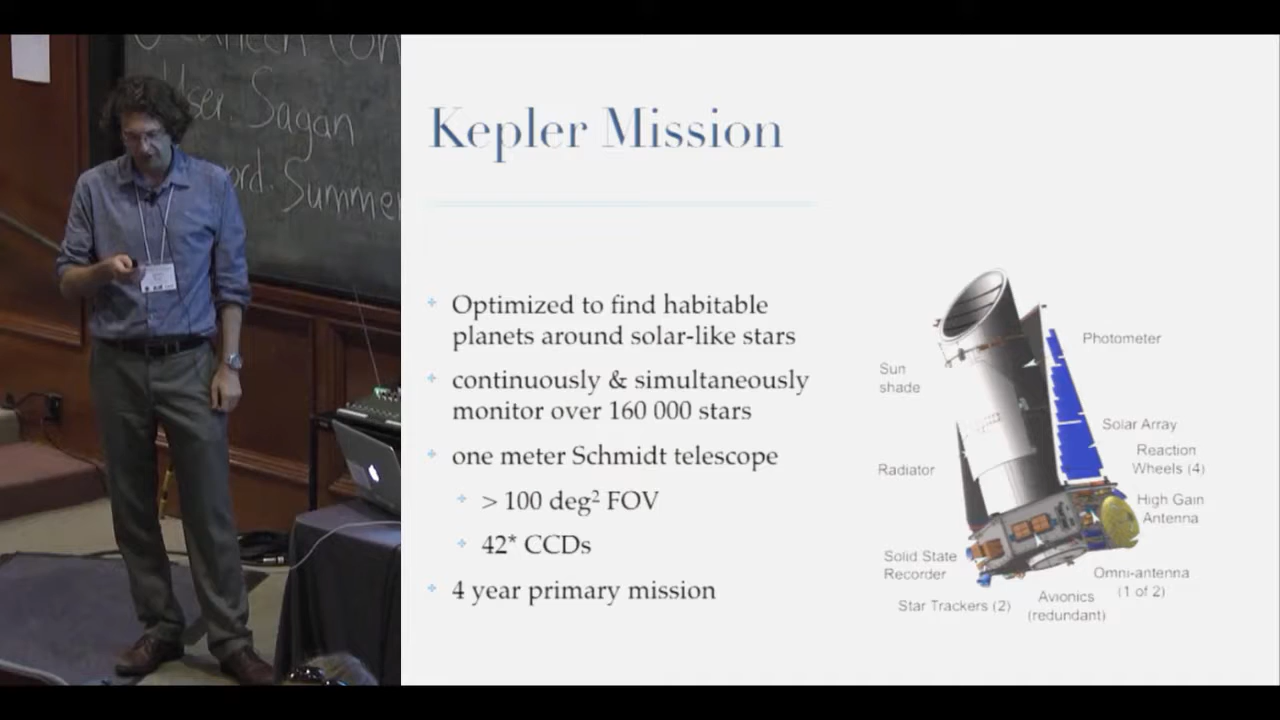 User. Sagan
Summer
Kepler Mission
Optimized to find habitable
planets around solar-like stars
continuously & simultaneously
monitor over 160 000 stars
one meter Schmidt telescope
> 100 deg² FOV
42* CCDs
4 year primary mission
Photometer
Sun
shade
Solar Array
Reaction
Wheels (4)
Radiator
High Gain
Antenna
Solid State
Recorder
Omni-antenna
(1 of 2)
Star Trackers (2)
Avionics
(redundant)